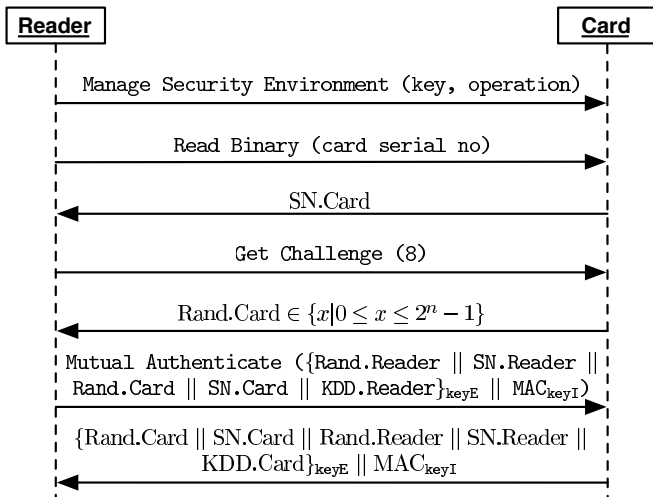 Reader
Card
Manage Security Environment (key, operation)
Read Binary (card serial no)
SN.Card
Get Challenge (8)
Rand.Card ∈ {x|0 ≤ x ≤ 2ⁿ − 1}
Mutual Authenticate ({Rand.Reader || SN.Reader ||
Rand.Card || SN.Card || KDD.Reader}keyE || MACkeyI)
{Rand.Card || SN.Card || Rand.Reader || SN.Reader ||
KDD.Card}keyE || MACkeyI